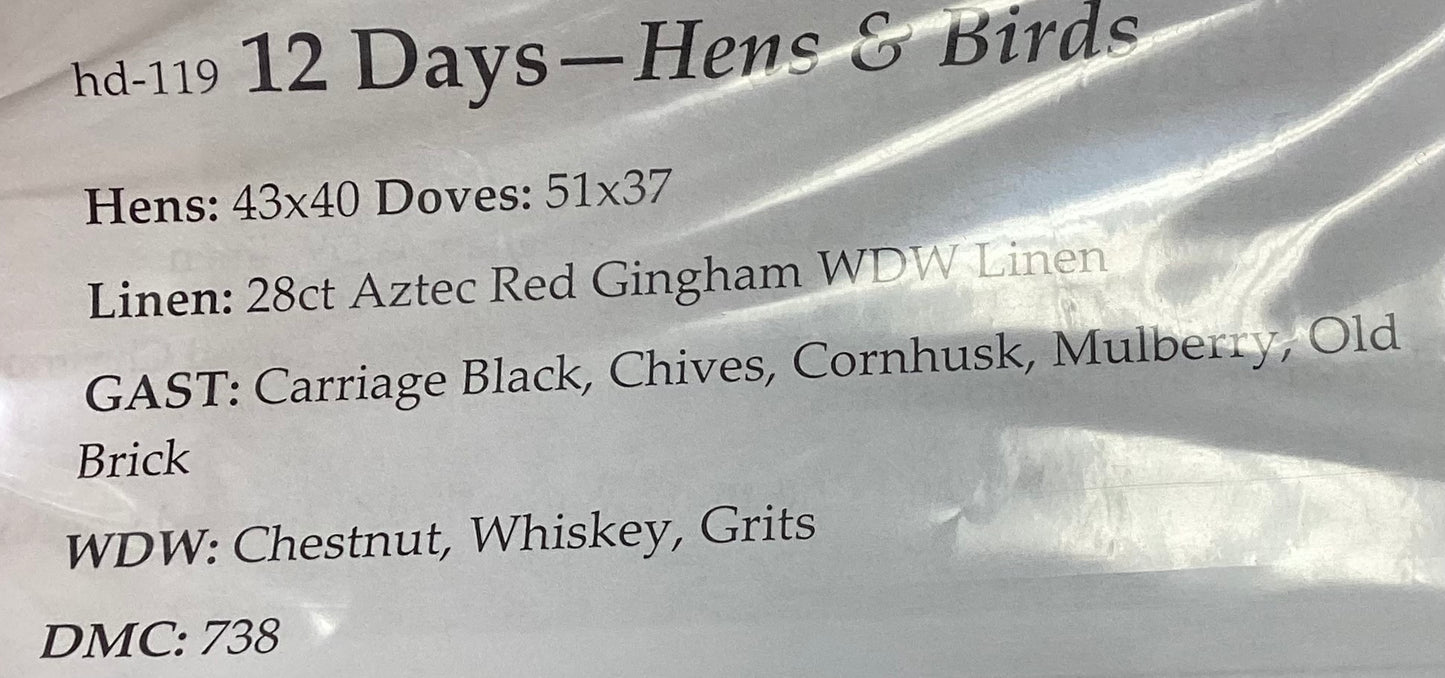 hd-119 12 Days—Hens & Birds
Hens: 43x40 Doves: 51x37
Linen: 28ct Aztec Red Gingham WDW Linen
GAST: Carriage Black, Chives, Cornhusk, Mulberry, Old
Brick
WDW: Chestnut, Whiskey, Grits
DMC: 738